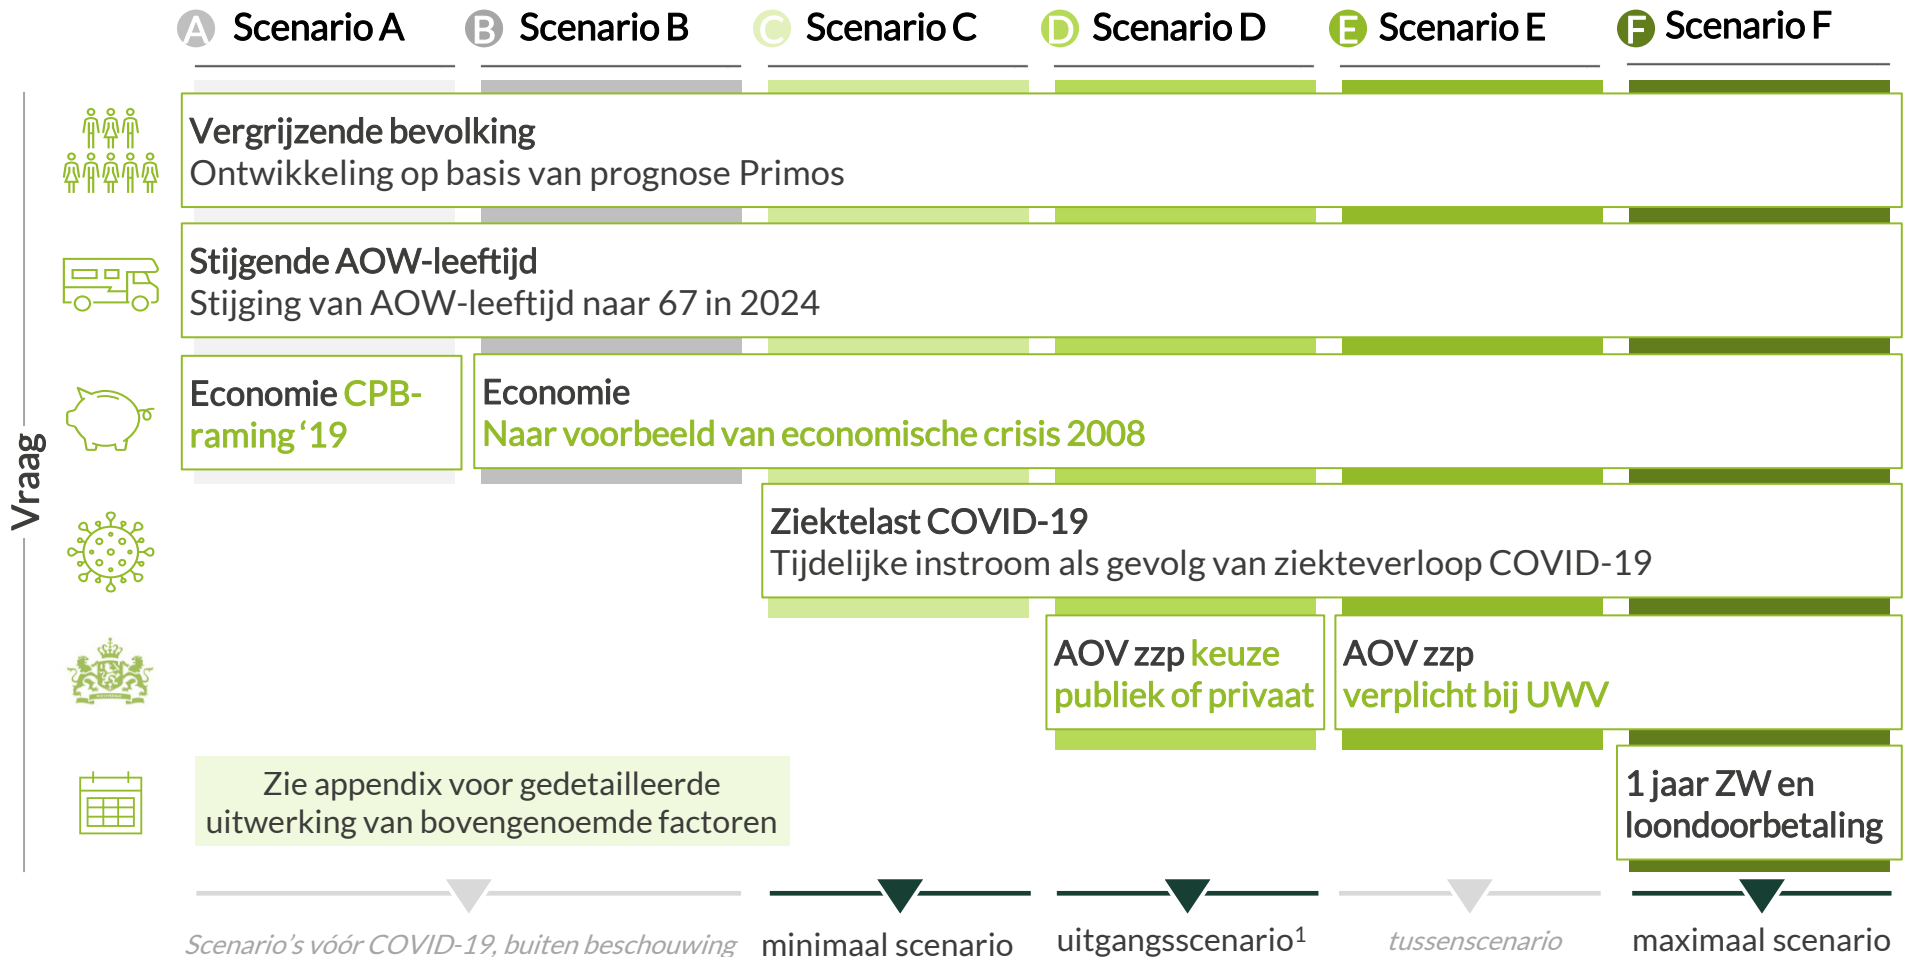 A Scenario A
B Scenario B
C Scenario C
D Scenario D
E Scenario E
F Scenario F
Vraag
Vergrijzende bevolking
Ontwikkeling op basis van prognose Primos
Stijgende AOW-leeftijd
Stijging van AOW-leeftijd naar 67 in 2024
Economie CPB-
raming ‘19
Economie
Naar voorbeeld van economische crisis 2008
Ziektelast COVID-19
Tijdelijke instroom als gevolg van ziekteverloop COVID-19
AOV zzp keuze
publiek of privaat
AOV zzp
verplicht bij UWV
Zie appendix voor gedetailleerde
uitwerking van bovengenoemde factoren
1 jaar ZW en
loondoorbetaling
Scenario’s vóór COVID-19, buiten beschouwing
minimaal scenario
uitgangsscenario¹
tussenscenario
maximaal scenario